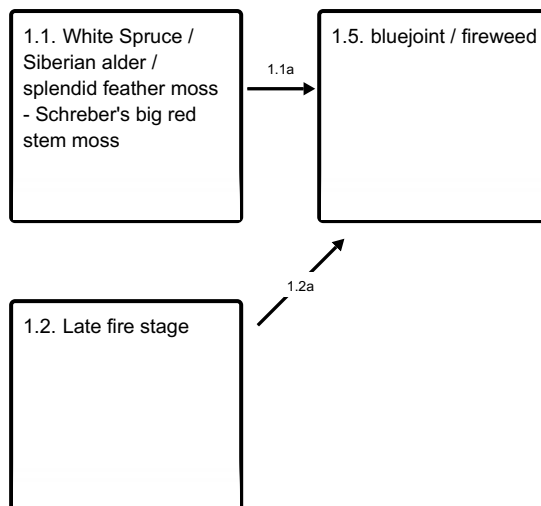 1.1. White Spruce /
Siberian alder /
splendid feather moss
- Schreber's big red
stem moss
1.1a
1.5. bluejoint / fireweed
1.2a
1.2. Late fire stage